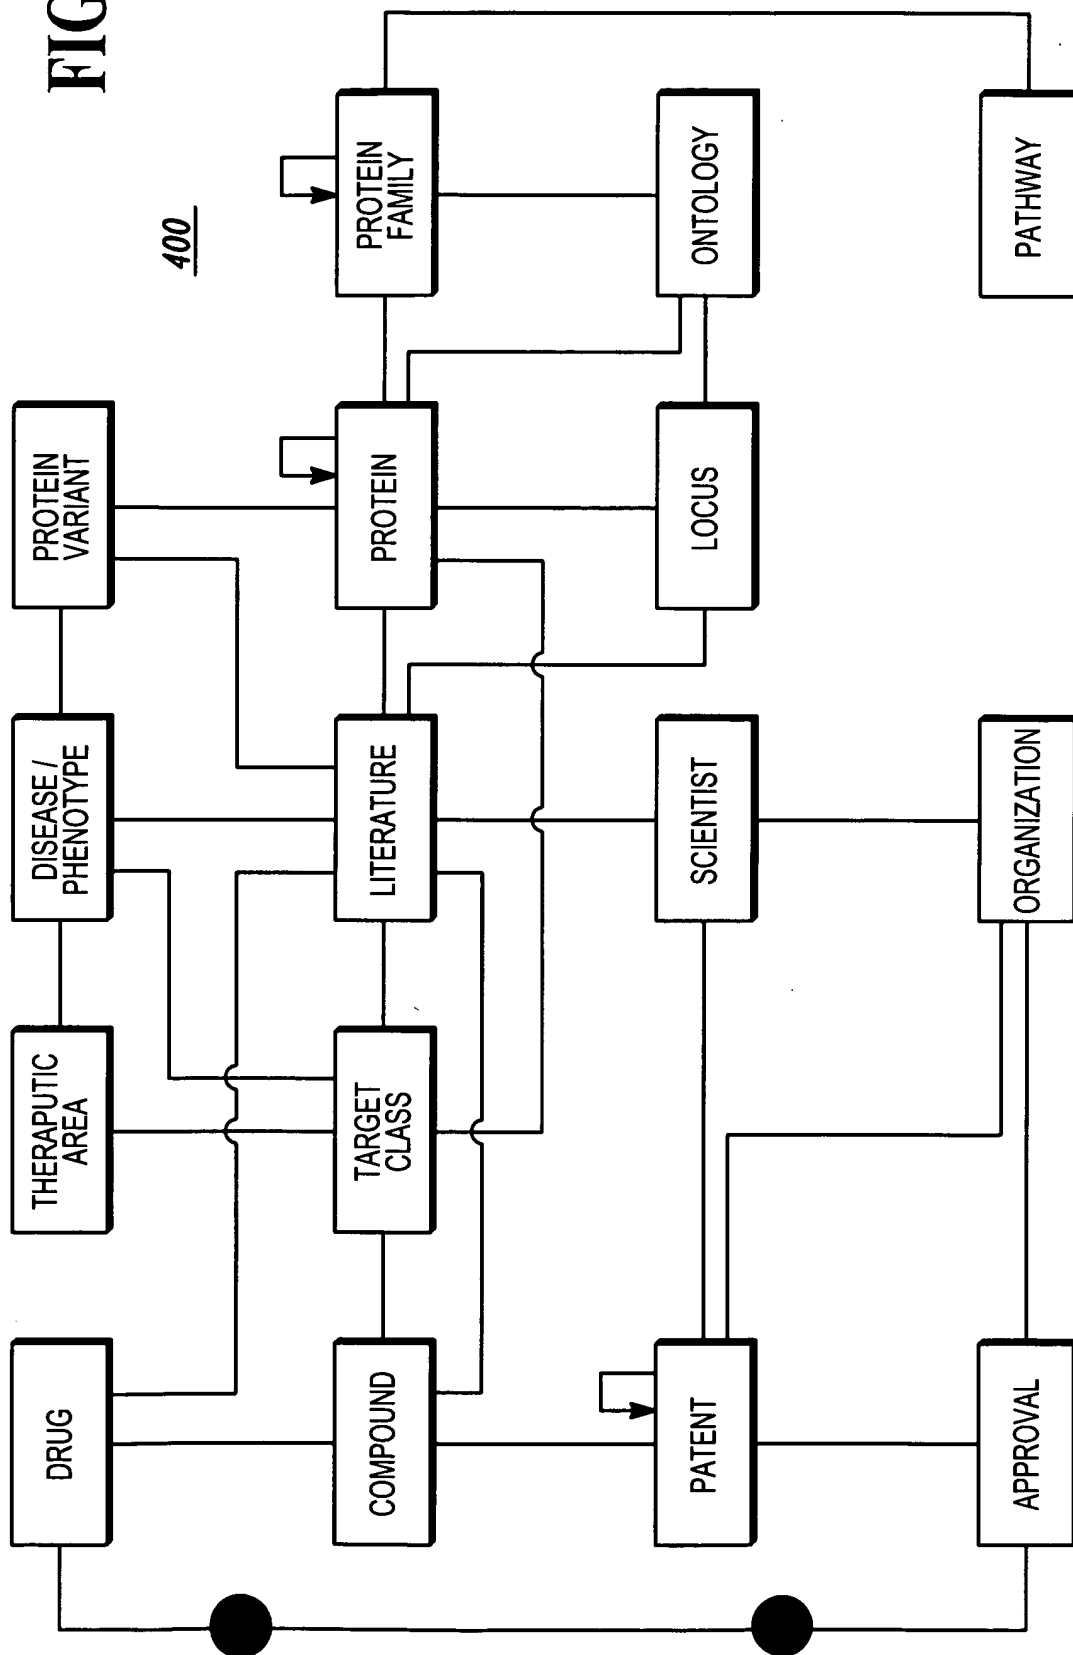 FIG
400
DRUG
THERAPUTIC
AREA
DISEASE /
PHENOTYPE
PROTEIN
VARIANT
COMPOUND
TARGET
CLASS
LITERATURE
PROTEIN
PROTEIN
FAMILY
PATENT
SCIENTIST
LOCUS
ONTOLOGY
APPROVAL
ORGANIZATION
PATHWAY